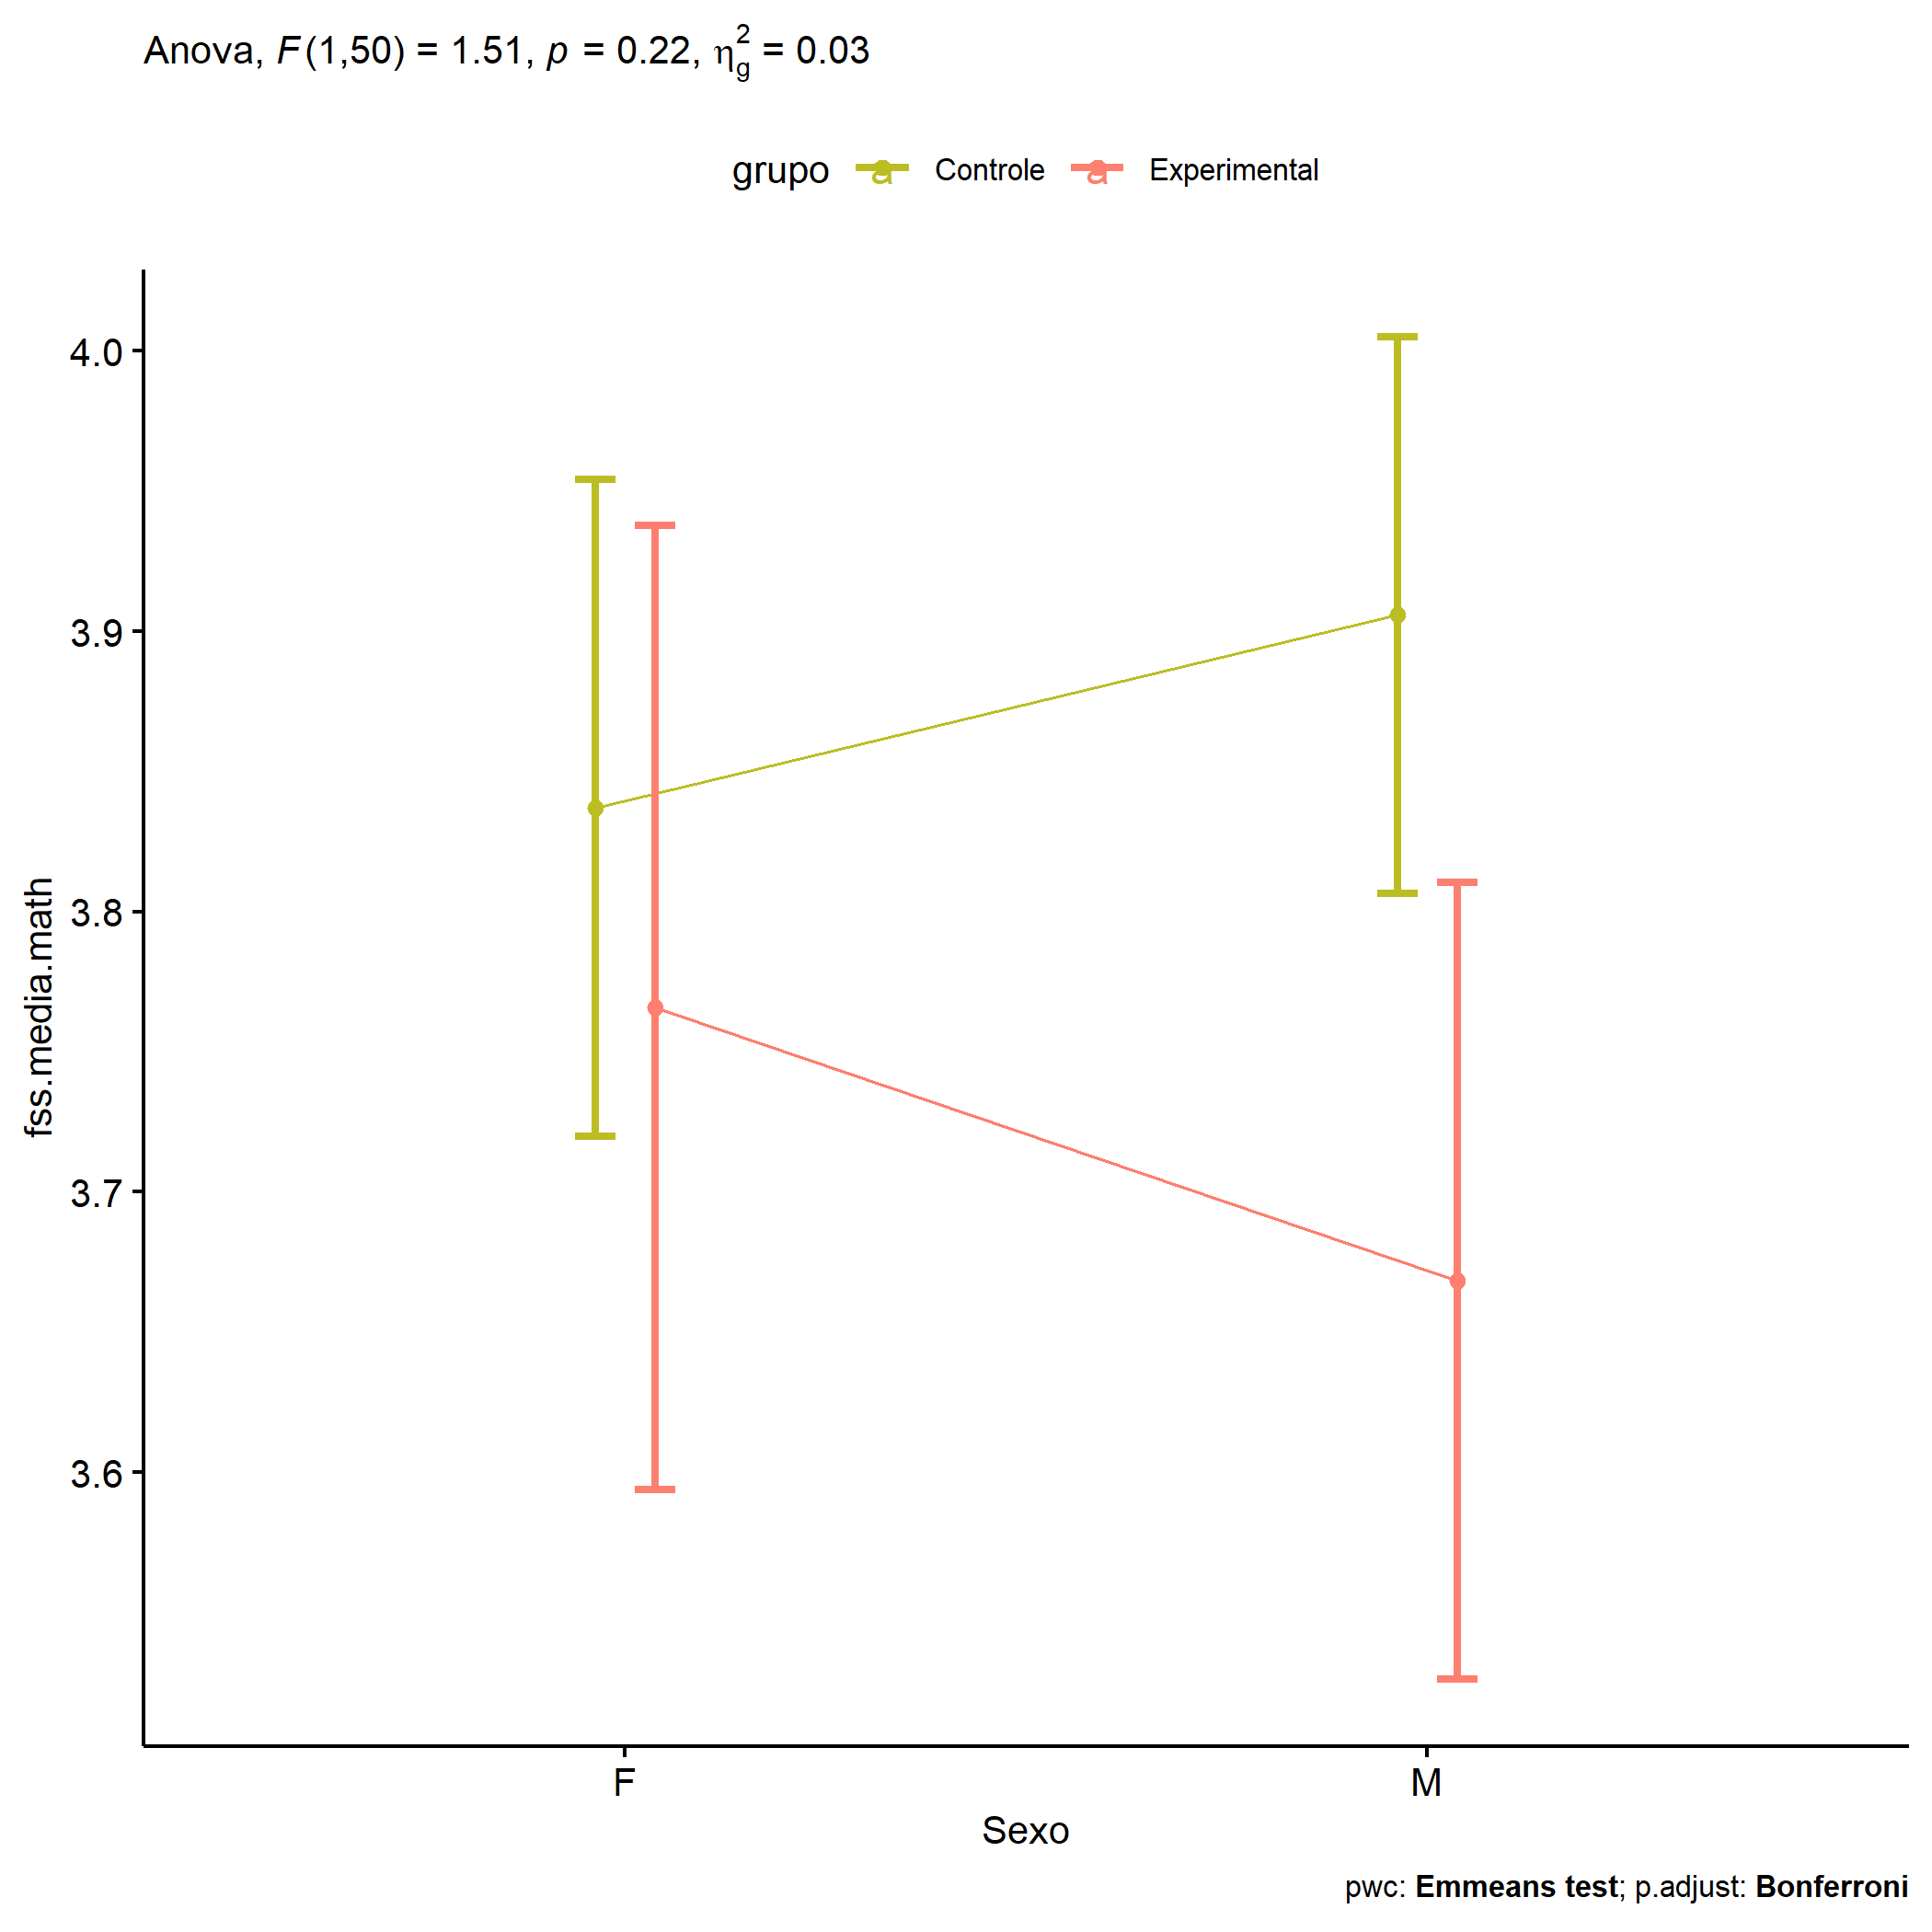 Anova, F(1,50) = 1.51, p = 0.22, η²g = 0.03
grupo a Controle a Experimental
4.0
3.9
3.8
3.7
3.6
fss.media.math
F M
Sexo
pwc: Emmeans test; p.adjust: Bonferroni